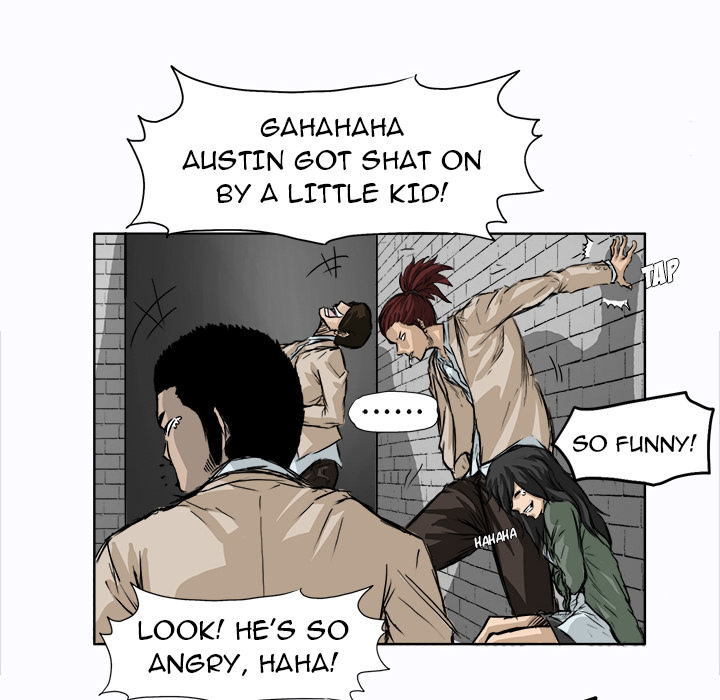 GAHAHAHA
AUSTIN GOT SHAT ON
BY A LITTLE KID!
TAP
......
SO FUNNY!
HAHAHA
LOOK! HE'S SO
ANGRY, HAHA!